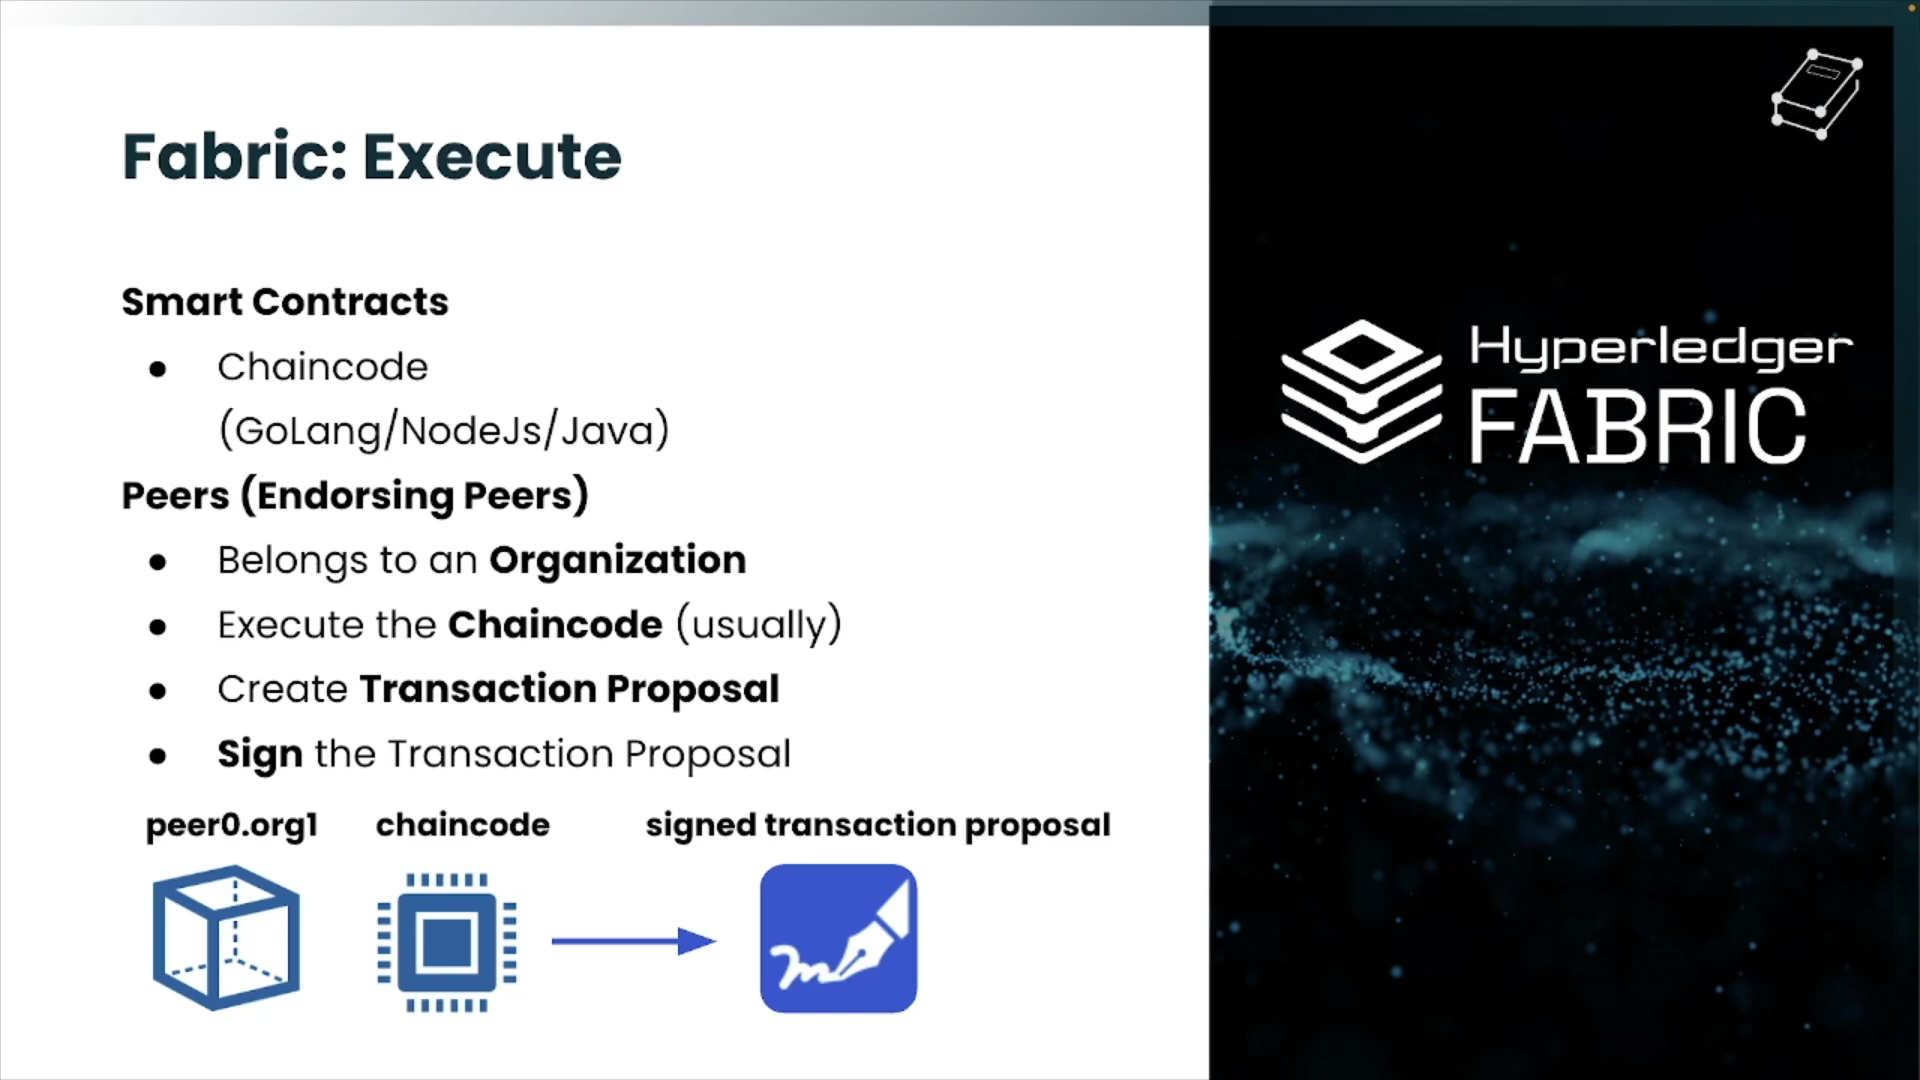 Fabric: Execute
Smart Contracts
● Chaincode
(GoLang/NodeJs/Java)
Peers (Endorsing Peers)
● Belongs to an Organization
● Execute the Chaincode (usually)
● Create Transaction Proposal
● Sign the Transaction Proposal
peer0.org1 chaincode signed transaction proposal
Hyperledger
FABRIC